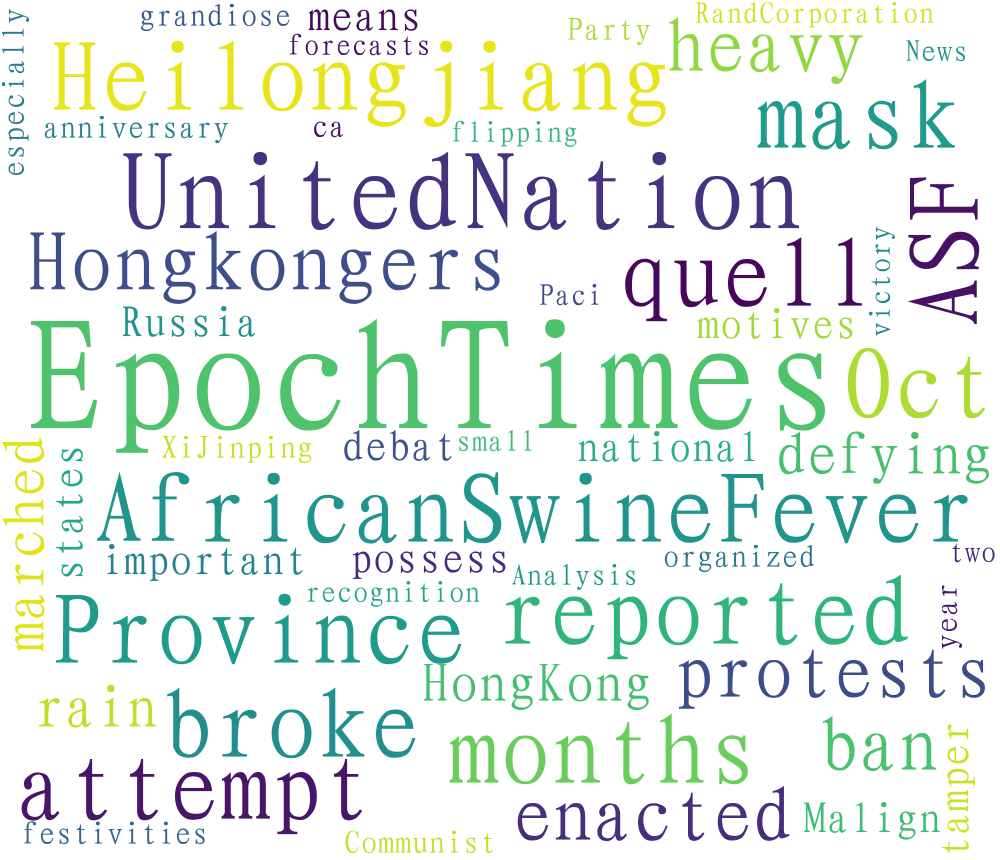 grandiose means Party RandCorporation
especially Heilongjiang forecasts heavy News
anniversary ca flipping mask
UnitedNation ASF
Hongkongers quell victory
Paci
Russia motives
EpochTimes Oct
marched XiJinping debat small national defying
states AfricanSwineFever
important possess Analysis organized two
recognition year
Province reported
HongKong protests
rain broke months ban tamper
attempt enacted Malign
festivities Communist